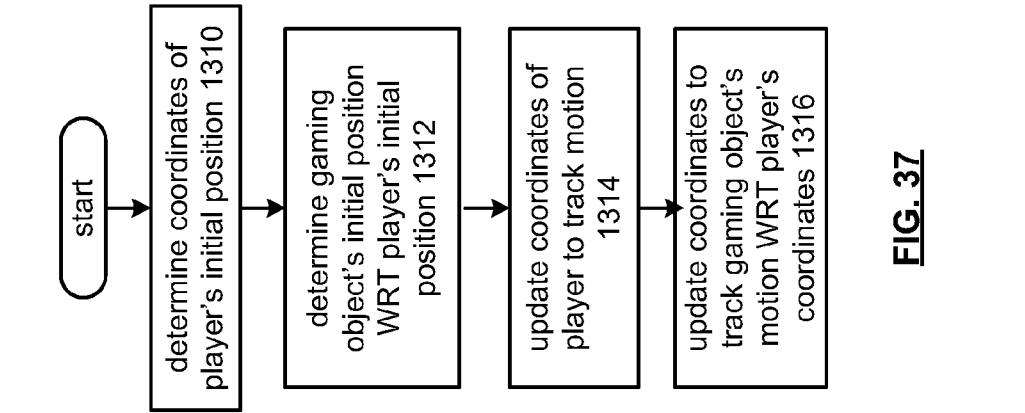 start
determine coordinates of
player's initial position 1310
determine gaming
object's initial position
WRT player's initial
position 1312
update coordinates of
player to track motion
1314
update coordinates to
track gaming object's
motion WRT player's
coordinates 1316
FIG. 37